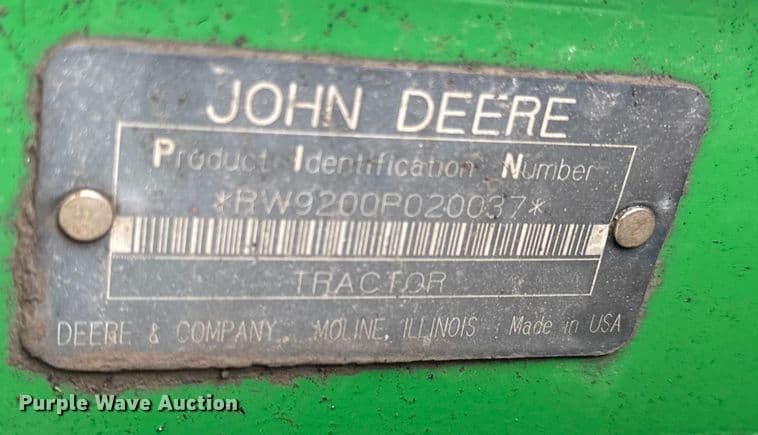 JOHN DEERE
Product Identification Number
*RW9200P020037*
TRACTOR
DEERE & COMPANY, MOLINE, ILLINOIS Made in USA
Purple Wave Auction